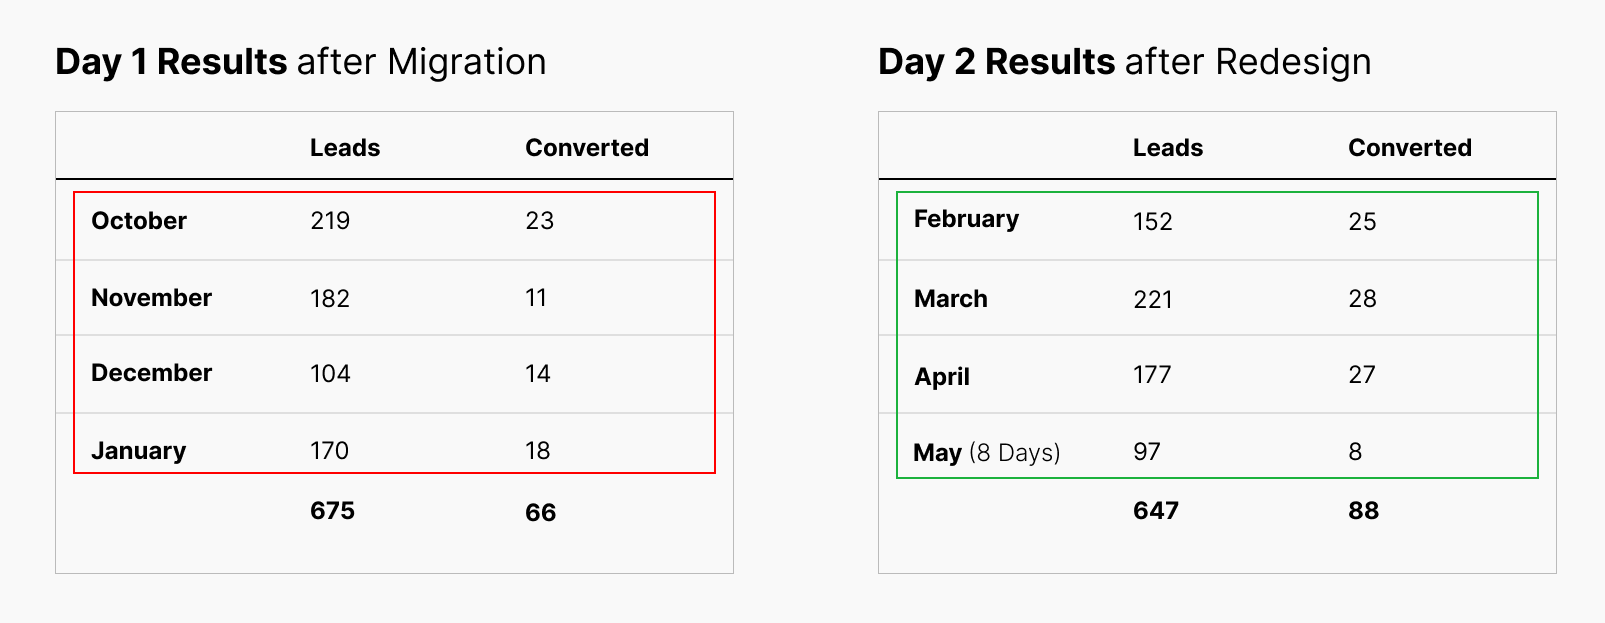 Day 1 Results after Migration
Leads Converted
October 219 23
November 182 11
December 104 14
January 170 18
675 66
Day 2 Results after Redesign
Leads Converted
February 152 25
March 221 28
April 177 27
May (8 Days) 97 8
647 88